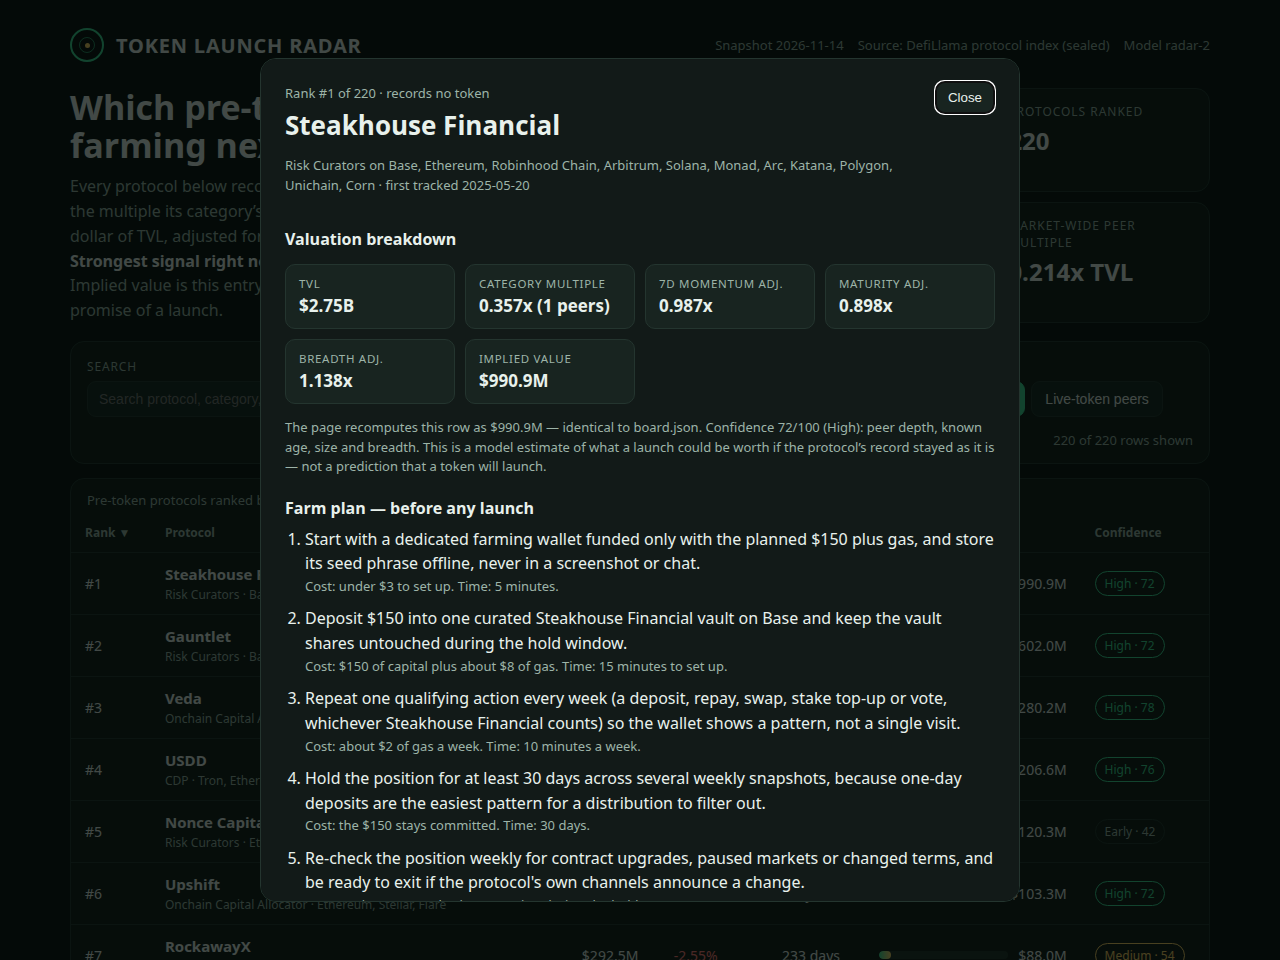 TOKEN LAUNCH RADAR
Snapshot 2026-11-14 Source: DefiLlama protocol index (sealed) Model radar-2
Which pre-t
farming ne
Every protocol below reco
the multiple its category's
dollar of TVL, adjusted for
Strongest signal right n
Implied value is this entry
promise of a launch.
ROTOCOLS RANKED
220
ARKET-WIDE PEER
ULTIPLE
0.214x TVL
SEARCH
Search protocol, category,
Live-token peers
220 of 220 rows shown
Rank #1 of 220 · records no token
Close
Steakhouse Financial
Risk Curators on Base, Ethereum, Robinhood Chain, Arbitrum, Solana, Monad, Arc, Katana, Polygon,
Unichain, Corn · first tracked 2025-05-20
Valuation breakdown
TVL
$2.75B
CATEGORY MULTIPLE
0.357x (1 peers)
7D MOMENTUM ADJ.
0.987x
MATURITY ADJ.
0.898x
BREADTH ADJ.
1.138x
IMPLIED VALUE
$990.9M
The page recomputes this row as $990.9M — identical to board.json. Confidence 72/100 (High): peer depth, known
age, size and breadth. This is a model estimate of what a launch could be worth if the protocol's record stayed as it is
— not a prediction that a token will launch.
Farm plan — before any launch
1. Start with a dedicated farming wallet funded only with the planned $150 plus gas, and store
its seed phrase offline, never in a screenshot or chat.
Cost: under $3 to set up. Time: 5 minutes.
2. Deposit $150 into one curated Steakhouse Financial vault on Base and keep the vault
shares untouched during the hold window.
Cost: $150 of capital plus about $8 of gas. Time: 15 minutes to set up.
3. Repeat one qualifying action every week (a deposit, repay, swap, stake top-up or vote,
whichever Steakhouse Financial counts) so the wallet shows a pattern, not a single visit.
Cost: about $2 of gas a week. Time: 10 minutes a week.
4. Hold the position for at least 30 days across several weekly snapshots, because one-day
deposits are the easiest pattern for a distribution to filter out.
Cost: the $150 stays committed. Time: 30 days.
5. Re-check the position weekly for contract upgrades, paused markets or changed terms, and
be ready to exit if the protocol's own channels announce a change.
Pre-token protocols ranked b
Rank ▼ Protocol Confidence
#1 Steakhouse F 990.9M High · 72
Risk Curators · Ba
#2 Gauntlet 602.0M High · 72
Risk Curators · Ba
#3 Veda 280.2M High · 78
Onchain Capital A
#4 USDD 206.6M High · 76
CDP · Tron, Ether
#5 Nonce Capita 120.3M Early · 42
Risk Curators · Et
#6 Upshift 103.3M High · 72
Onchain Capital Allocator · Ethereum, Stellar, Flare
#7 RockawayX $292.5M -2.55% 233 days $88.0M Medium · 54